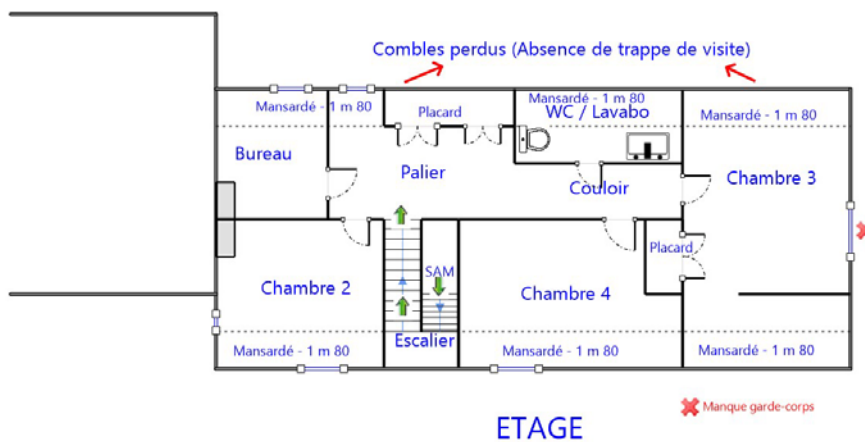 Combles perdus (Absence de trappe de visite)
Mansardé - 1 m 80
Placard
Mansardé - 1 m 80
WC / Lavabo
Mansardé - 1 m 80
Bureau
Palier
Couloir
Chambre 3
Placard
SAM
Chambre 2
Chambre 4
Escalier
Mansardé - 1 m 80
Mansardé - 1 m 80
Mansardé - 1 m 80
Manque garde-corps
ETAGE